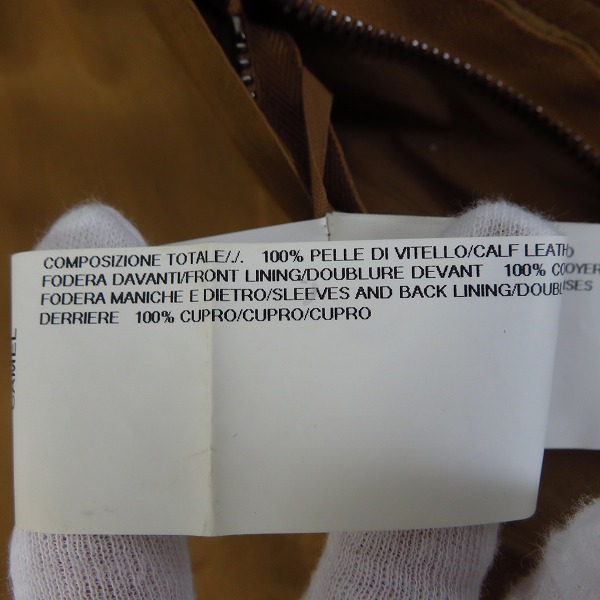 COMPOSIZIONE TOTALE/./. 100% PELLE DI VITELLO/CALF
FODERA DAVANTI/FRONT LINING/DOUBLURE DEVANT 100%
FODERA MANICHE E DIETRO/SLEEVES AND BACK LINING/
DERRIERE 100% CUPRO/CUPRO/CUPRO